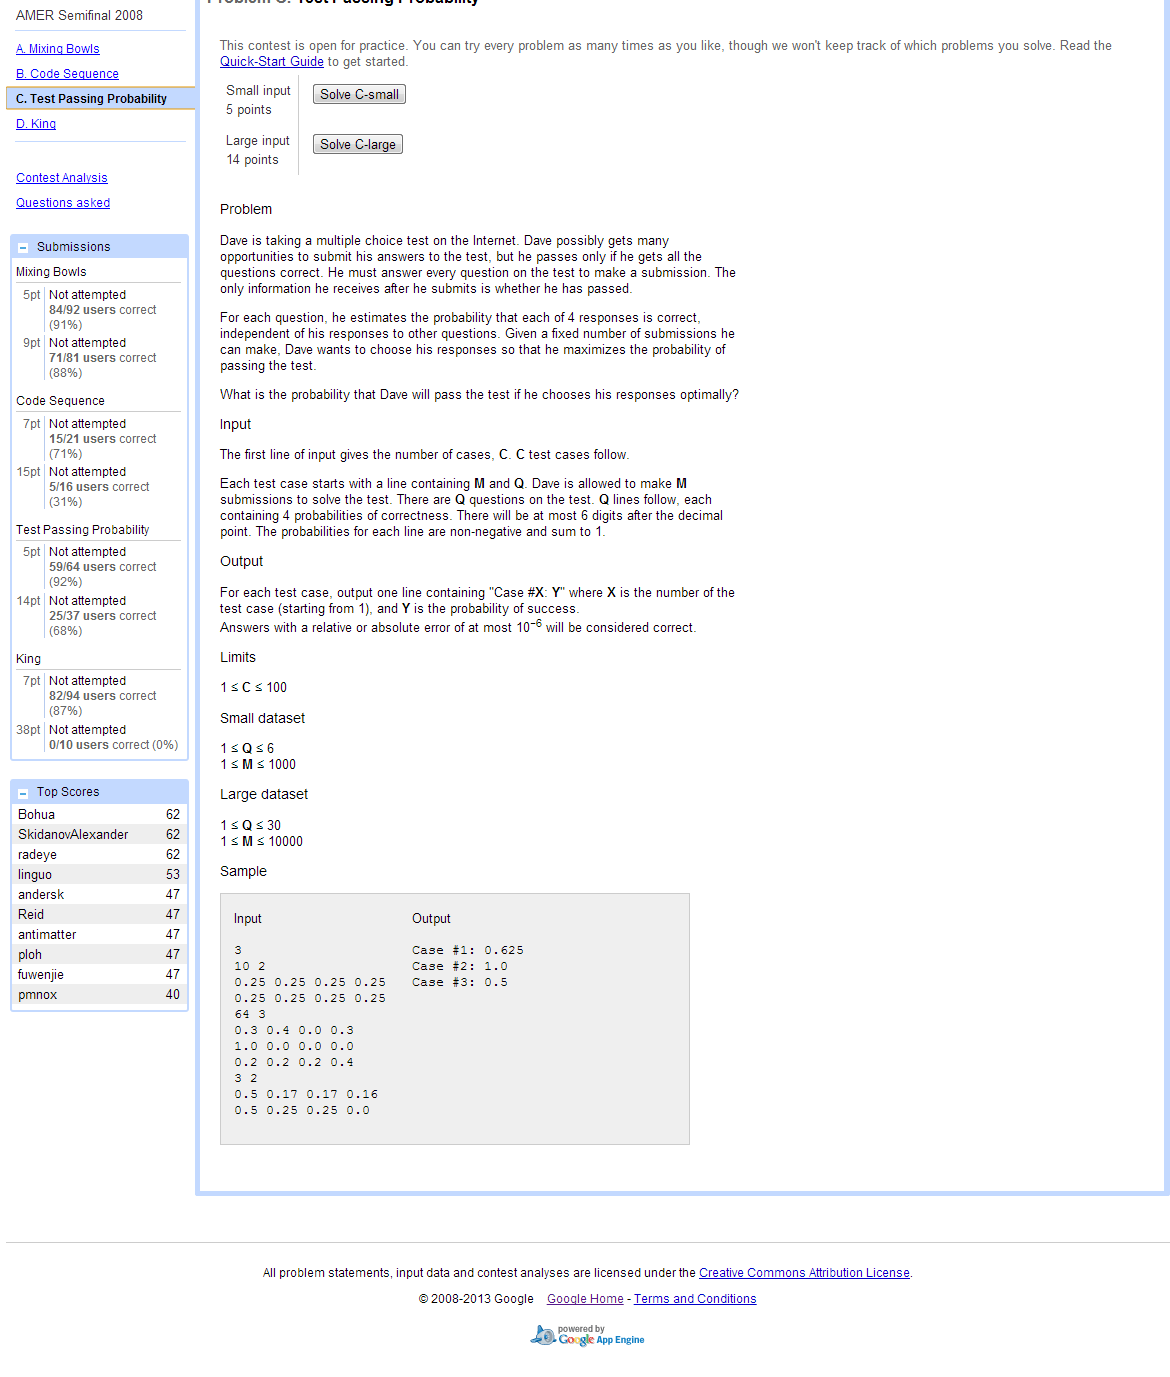 AMER Semifinal 2008
A. Mixing Bowls
B. Code Sequence
C. Test Passing Probability
D. King
Contest Analysis
Questions asked
Submissions
Mixing Bowls
5pt Not attempted
84/92 users correct
(91%)
9pt Not attempted
71/81 users correct
(88%)
Code Sequence
7pt Not attempted
15/21 users correct
(71%)
15pt Not attempted
5/16 users correct
(31%)
Test Passing Probability
5pt Not attempted
59/64 users correct
(92%)
14pt Not attempted
25/37 users correct
(68%)
King
7pt Not attempted
82/94 users correct
(87%)
38pt Not attempted
0/10 users correct (0%)
Top Scores
Bohua 62
SkidanovAlexander 62
radeye 62
linguo 53
andersk 47
Reid 47
antimatter 47
ploh 47
fuwenjie 47
pmnox 40
Problem C. Test Passing Probability
This contest is open for practice. You can try every problem as many times as you like, though we won't keep track of which problems you solve. Read the
Quick-Start Guide to get started.
Small input
5 points
Solve C-small
Large input
14 points
Solve C-large
Problem
Dave is taking a multiple choice test on the Internet. Dave possibly gets many
opportunities to submit his answers to the test, but he passes only if he gets all the
questions correct. He must answer every question on the test to make a submission. The
only information he receives after he submits is whether he has passed.
For each question, he estimates the probability that each of 4 responses is correct,
independent of his responses to other questions. Given a fixed number of submissions he
can make, Dave wants to choose his responses so that he maximizes the probability of
passing the test.
What is the probability that Dave will pass the test if he chooses his responses optimally?
Input
The first line of input gives the number of cases, C. C test cases follow.
Each test case starts with a line containing M and Q. Dave is allowed to make M
submissions to solve the test. There are Q questions on the test. Q lines follow, each
containing 4 probabilities of correctness. There will be at most 6 digits after the decimal
point. The probabilities for each line are non-negative and sum to 1.
Output
For each test case, output one line containing "Case #X: Y" where X is the number of the
test case (starting from 1), and Y is the probability of success.
Answers with a relative or absolute error of at most 10⁻⁶ will be considered correct.
Limits
1 ≤ C ≤ 100
Small dataset
1 ≤ Q ≤ 6
1 ≤ M ≤ 1000
Large dataset
1 ≤ Q ≤ 30
1 ≤ M ≤ 10000
Sample
Input
3
10 2
0.25 0.25 0.25 0.25
0.25 0.25 0.25 0.25
64 3
0.3 0.4 0.0 0.3
1.0 0.0 0.0 0.0
0.2 0.2 0.2 0.4
3 2
0.5 0.17 0.17 0.16
0.5 0.25 0.25 0.0
Output
Case #1: 0.625
Case #2: 1.0
Case #3: 0.5
All problem statements, input data and contest analyses are licensed under the Creative Commons Attribution License.
© 2008-2013 Google Google Home - Terms and Conditions
powered by
Google App Engine